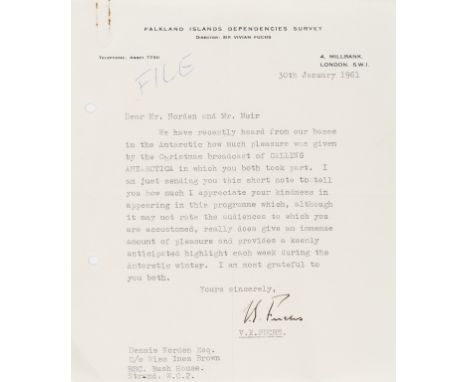 FALKLAND ISLANDS DEPENDENCIES SURVEY
DIRECTOR: SIR VIVIAN FUCHS
TELEPHONE: ABBEY 7790
4, MILLBANK,
LONDON, S.W.1.
30th January 1961
FILE
Dear Mr. Norden and Mr. Muir
We have recently heard from our bases
in the Antarctic how much pleasure was given
by the Christmas broadcast of CALLING
ANTARCTICA in which you both took part. I
am just sending you this short note to tell
you how much I appreciate your kindness in
appearing in this programme which, although
it may not rate the audiences to which you
are accustomed, really does give an immense
amount of pleasure and provides a keenly
anticipated highlight each week during the
Antarctic winter. I am most grateful to
you both.
Yours sincerely,
V.E. Fuchs
V.E.FUCHS.
Dennis Norden Esq.
C/o Miss Inez Brown
BBC. Bush House.
Strand. W.C.2.